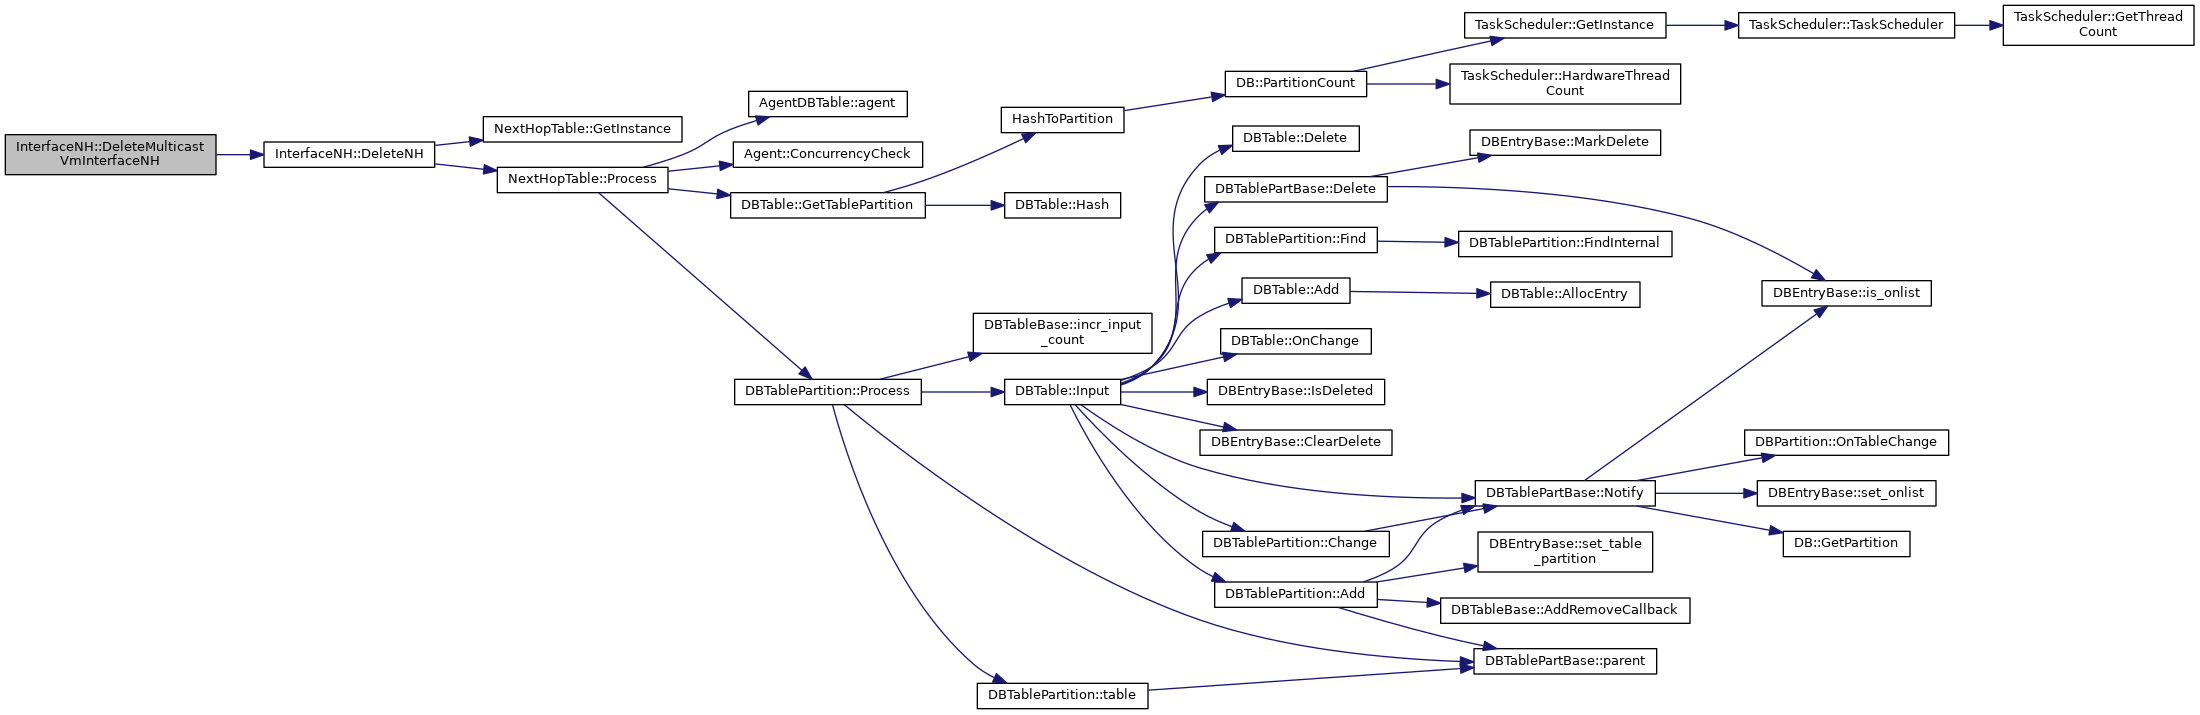 InterfaceNH::DeleteMulticast
VmInterfaceNH
InterfaceNH::DeleteNH
NextHopTable::GetInstance
NextHopTable::Process
AgentDBTable::agent
Agent::ConcurrencyCheck
DBTable::GetTablePartition
DBTablePartition::Process
HashToPartition
DBTable::Hash
DBTableBase::incr_input
_count
DBTable::Input
DBTablePartition::table
DB::PartitionCount
DBTable::Delete
DBTablePartBase::Delete
DBTablePartition::Find
DBTable::Add
DBTable::OnChange
DBEntryBase::IsDeleted
DBEntryBase::ClearDelete
DBTablePartition::Change
DBTablePartition::Add
TaskScheduler::GetInstance
TaskScheduler::HardwareThread
Count
DBEntryBase::MarkDelete
DBTablePartition::FindInternal
DBTable::AllocEntry
DBTablePartBase::Notify
DBEntryBase::set_table
_partition
DBTableBase::AddRemoveCallback
DBTablePartBase::parent
TaskScheduler::TaskScheduler
DBEntryBase::is_onlist
DBPartition::OnTableChange
DBEntryBase::set_onlist
DB::GetPartition
TaskScheduler::GetThread
Count